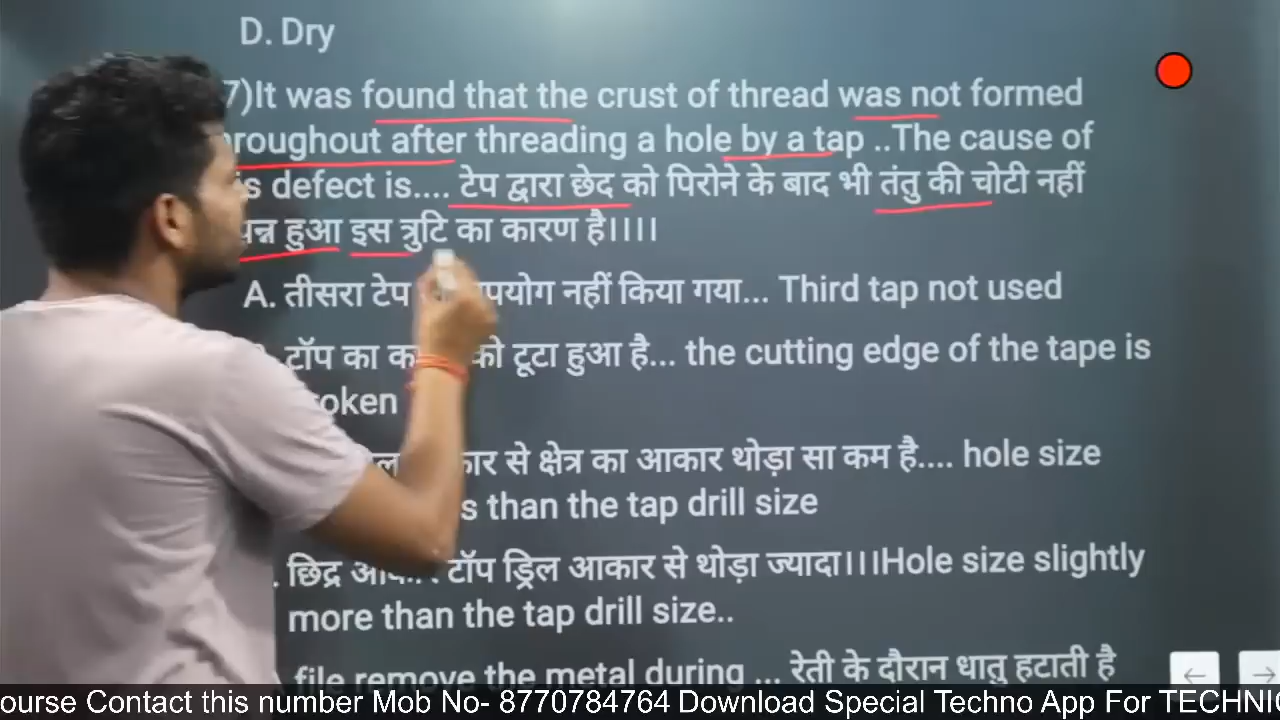 D. Dry
7)It was found that the crust of thread was not formed
roughout after threading a hole by a tap ..The cause of
is defect is.... टेप द्वारा छेद को पिरोने के बाद भी तंतु की चोटी नहीं
हुआ इस त्रुटि का कारण है।।।।
A. तीसरा टेप नहीं किया गया... Third tap not used
टॉप का को टूटा हुआ है... the cutting edge of the tape is
oken
से क्षेत्र का आकार थोड़ा सा कम है.... hole size
s than the tap drill size
छिद्र टॉप ड्रिल आकार से थोड़ा ज्यादा।।।Hole size slightly
more than the tap drill size..
file remove the metal during ... रेती के दौरान धातु हटाती है
ourse Contact this number Mob No- 8770784764 Download Special Techno App For TECHNI